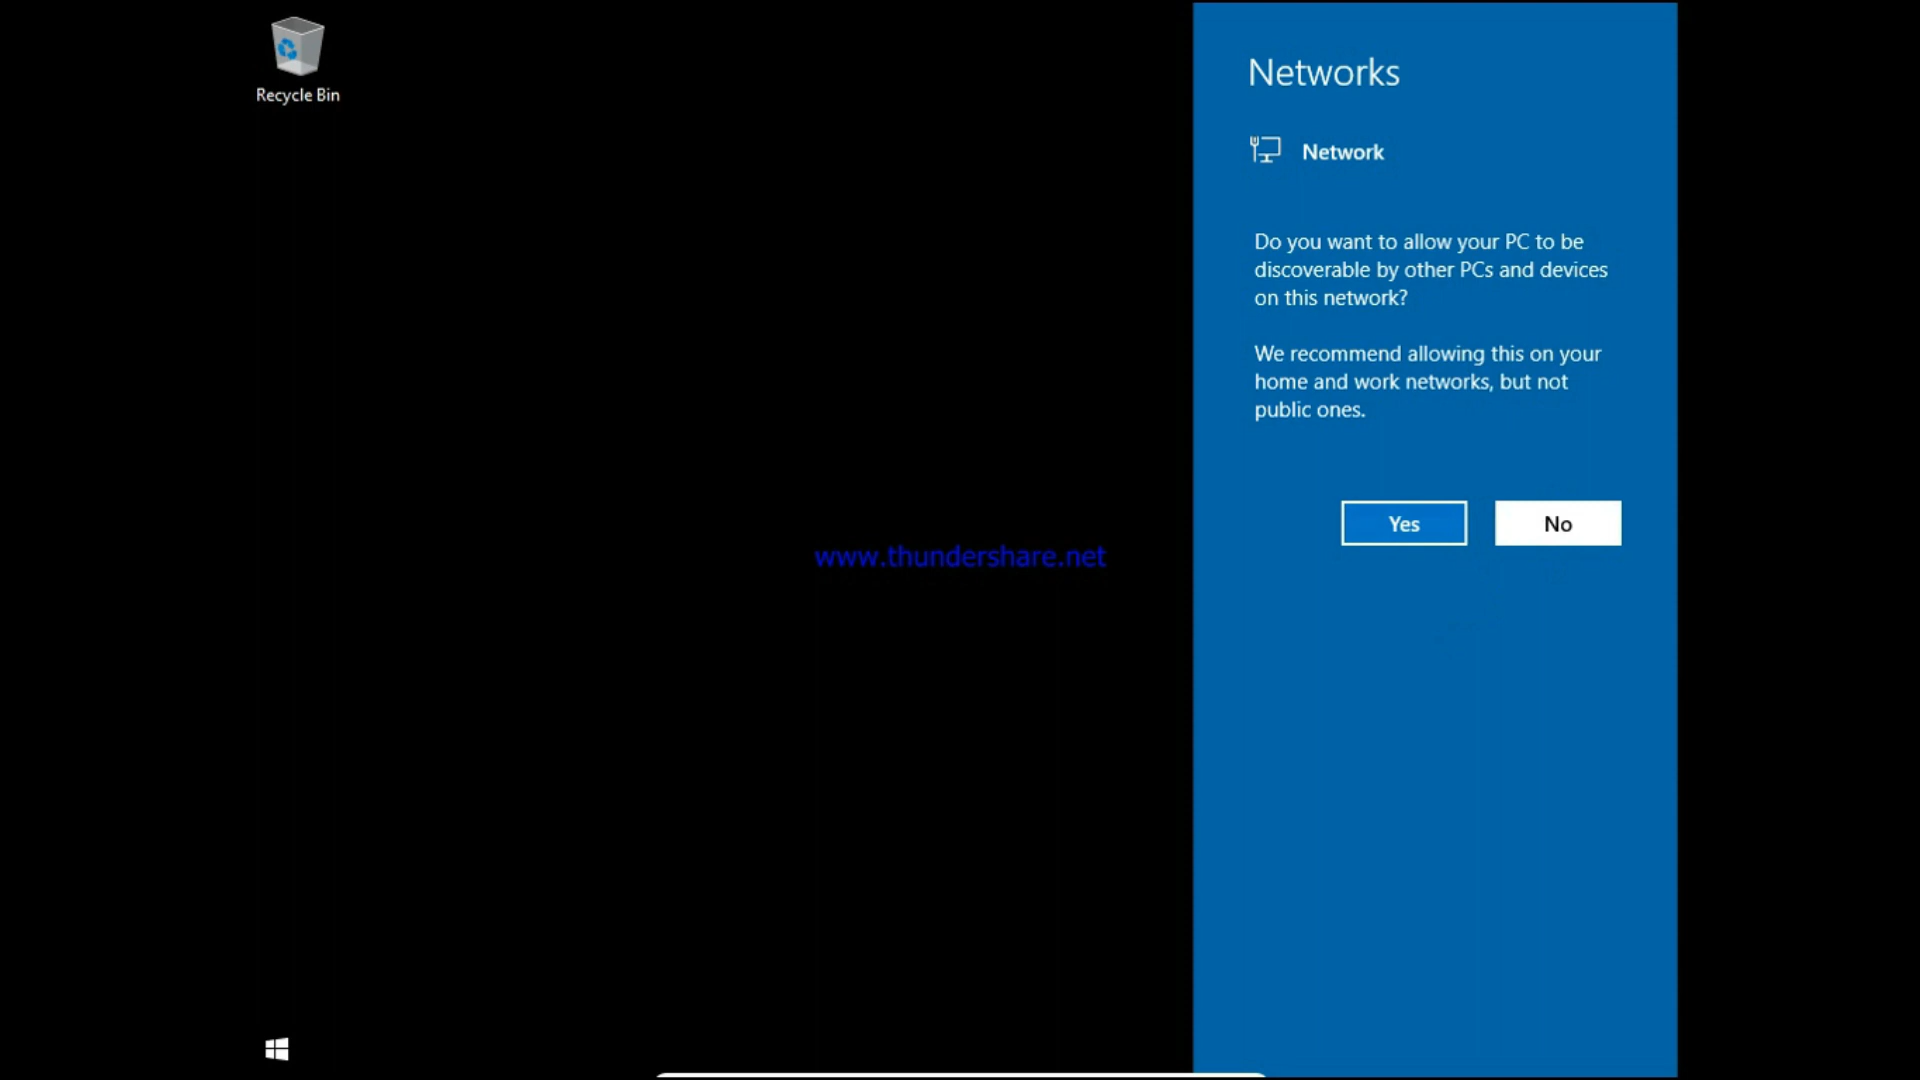 Recycle Bin
Networks
Network
Do you want to allow your PC to be
discoverable by other PCs and devices
on this network?
We recommend allowing this on your
home and work networks, but not
public ones.
Yes
No
www.thundershare.net